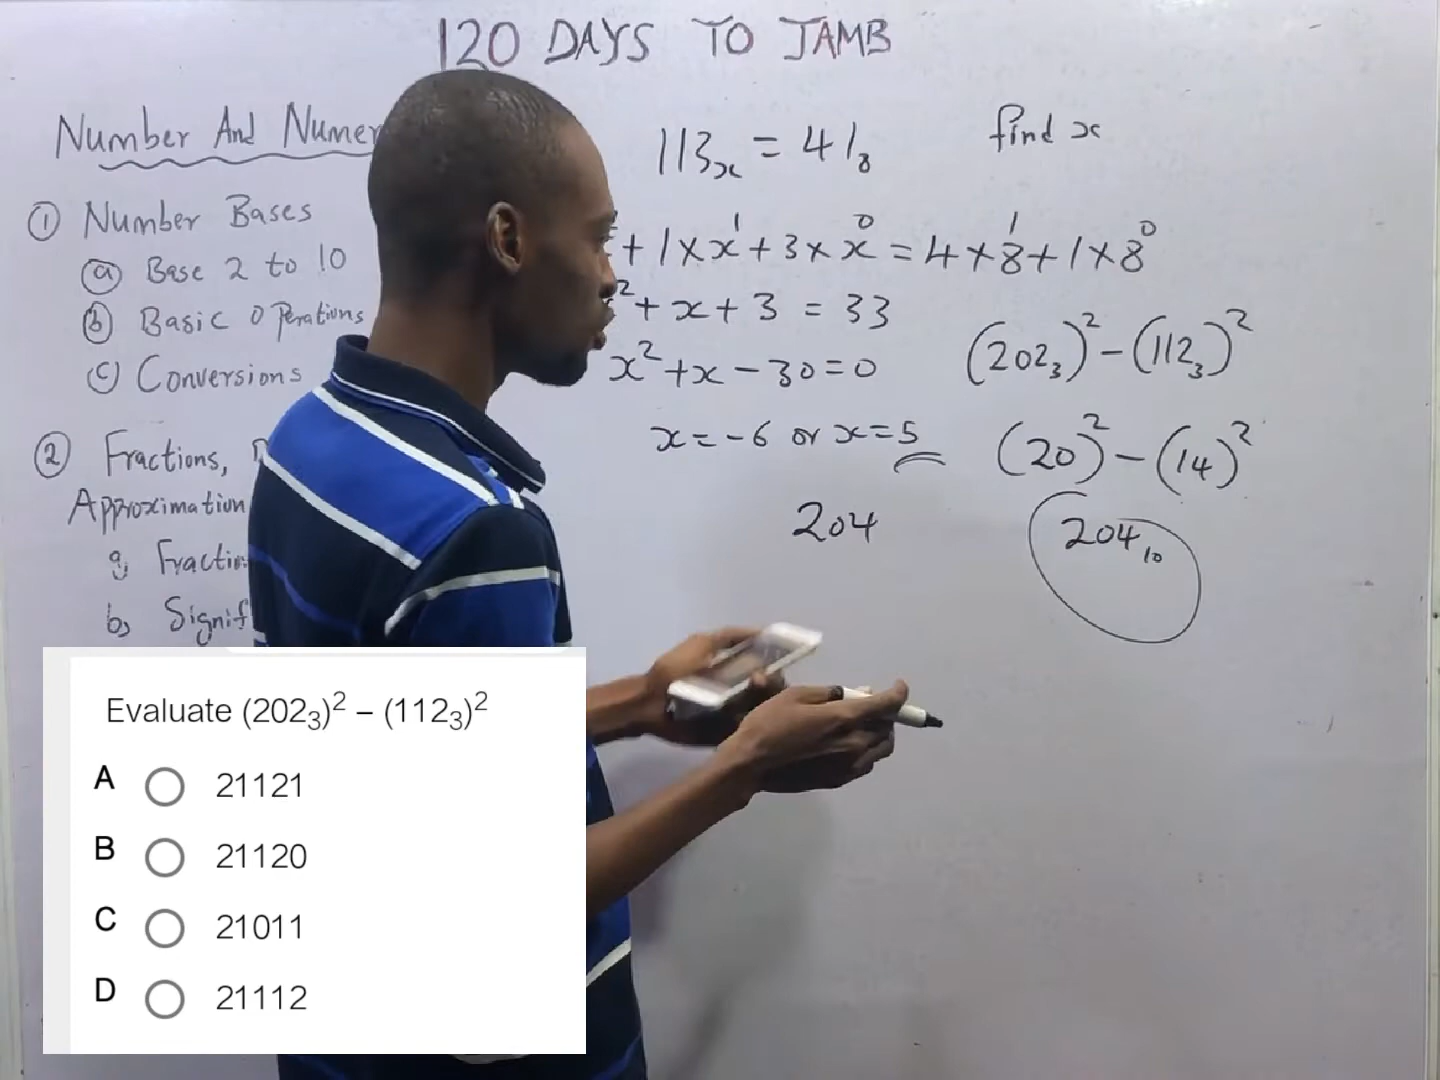 120 DAYS TO JAMB
Number And Numer
① Number Bases
ⓐ Base 2 to 10
ⓑ Basic Operations
ⓒ Conversions
② Fractions,
Approximation
a,
b, Signif
113ₓ = 41₈ find x
+ 1×x¹+3×x⁰ = 4×8¹+1×8⁰
²+x+3 = 33
x²+x-30=0
x=-6 or x=5
204
(202₃)²-(112₃)²
(20)²-(14)²
204₁₀
Evaluate (202₃)² – (112₃)²
A 21121
B 21120
C 21011
D 21112